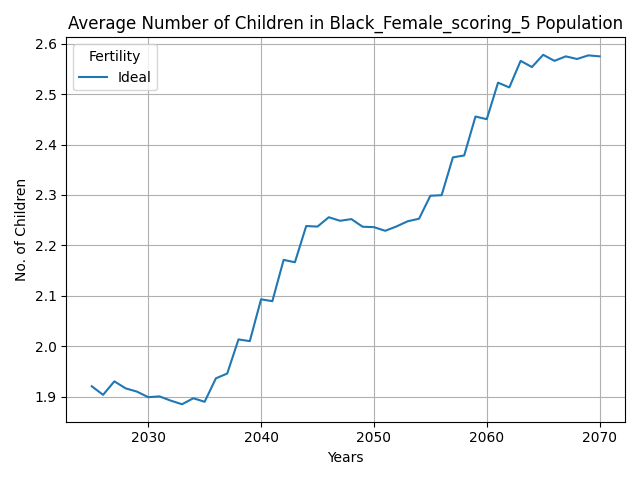 Average Number of Children in Black_Female_scoring_5 Population
Fertility
Ideal
No. of Children
2.6
2.5
2.4
2.3
2.2
2.1
2.0
1.9
2030 2040 2050 2060 2070
Years